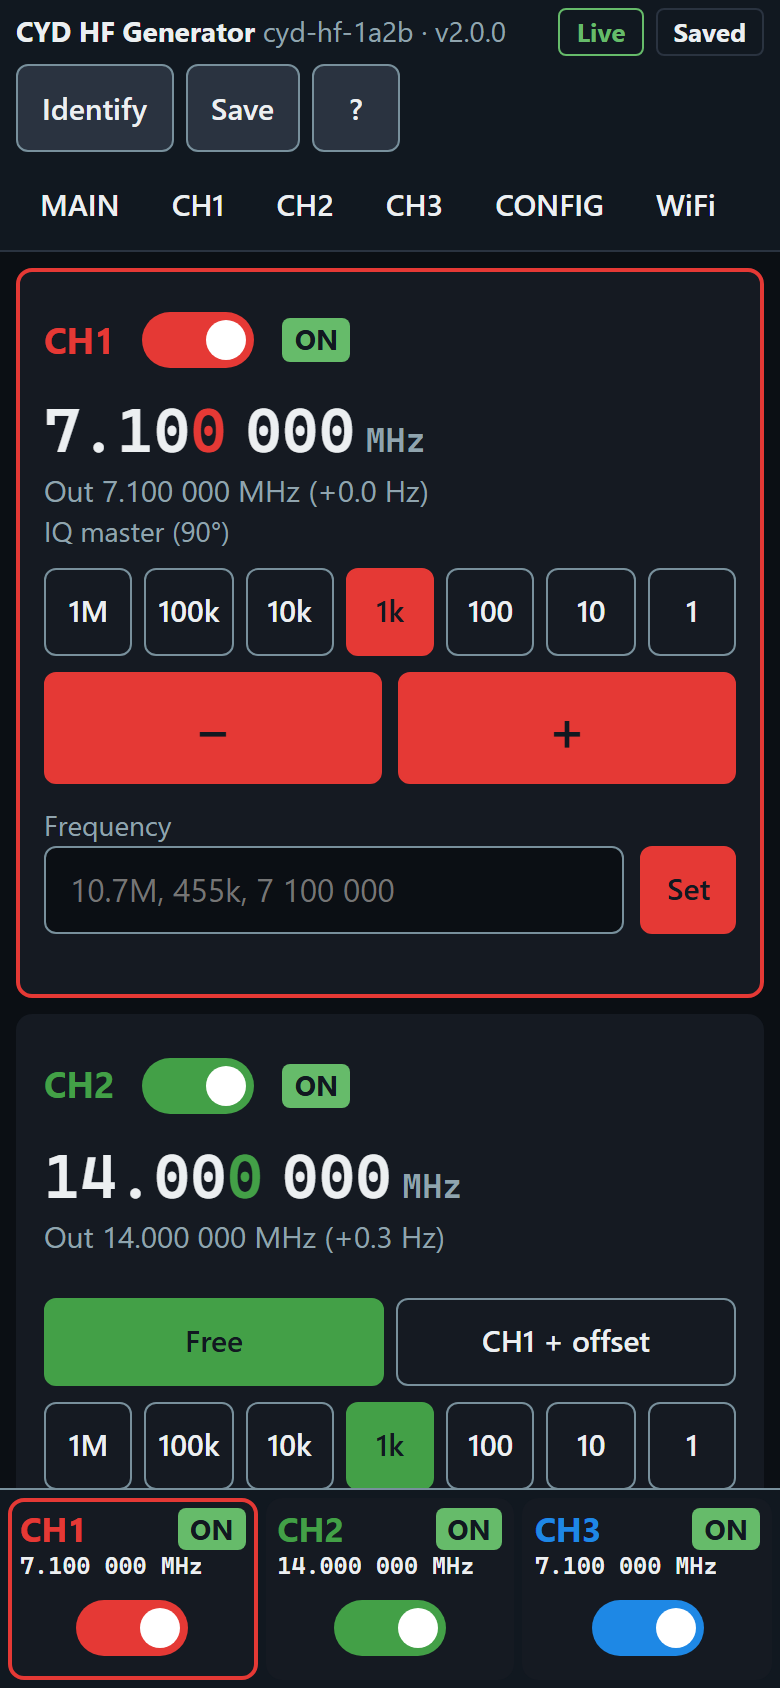 CYD HF Generator cyd-hf-1a2b · v2.0.0 Live Saved
Identify Save ?
MAIN CH1 CH2 CH3 CONFIG WiFi
CH1 ON
7.100 000 MHz
Out 7.100 000 MHz (+0.0 Hz)
IQ master (90°)
1M 100k 10k 1k 100 10 1
− +
Frequency
10.7M, 455k, 7 100 000 Set
CH2 ON
14.000 000 MHz
Out 14.000 000 MHz (+0.3 Hz)
Free CH1 + offset
1M 100k 10k 1k 100 10 1
CH1 ON CH2 ON CH3 ON
7.100 000 MHz 14.000 000 MHz 7.100 000 MHz